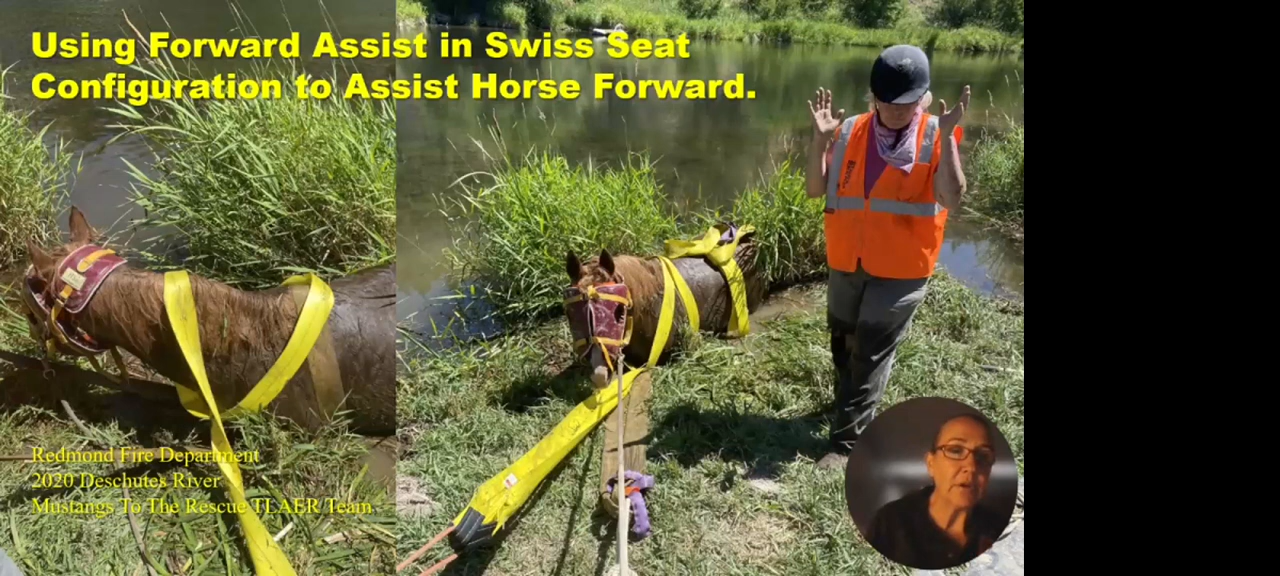 Using Forward Assist in Swiss Seat
Configuration to Assist Horse Forward.
Redmond Fire Department
2020 Deschutes River
Mustangs To The Rescue TLAER Team